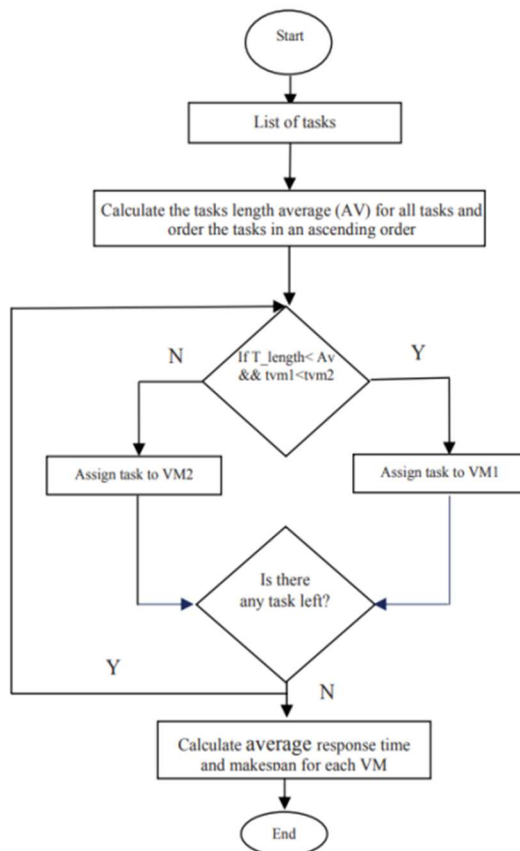 Start
List of tasks
Calculate the tasks length average (AV) for all tasks and
order the tasks in an ascending order
N
If T_length< Av
&& tvm1<tvm2
Y
Assign task to VM2
Assign task to VM1
Is there
any task left?
Y
N
Calculate average response time
and makespan for each VM
End